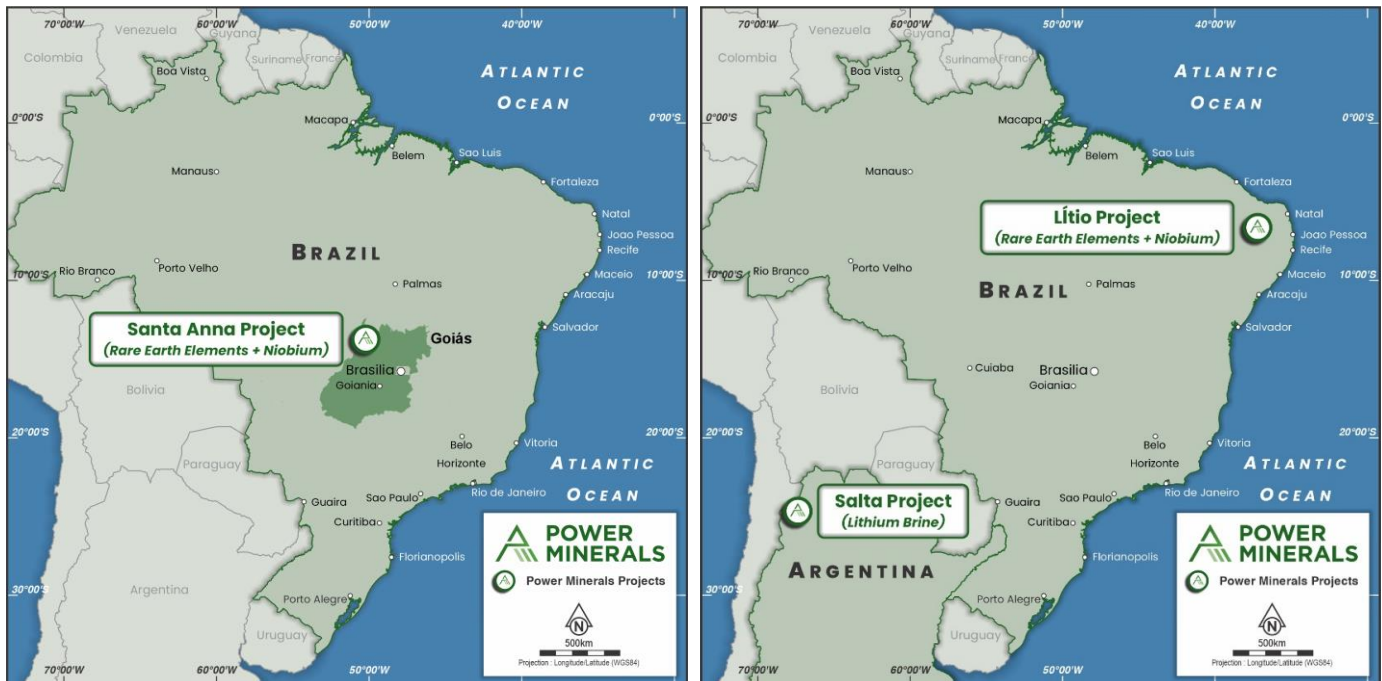 70°00'W
60°00'W
50°00'W
40°00'W
Venezuela
Guyana
Colombia
Suriname
France
Boa Vista
ATLANTIC
OCEAN
0°00'S
0°00'S
Macapa
Belem
Sao Luis
Manaus
Fortaleza
Natal
Joao Pessoa
Recife
BRAZIL
Rio Branco
Porto Velho
10°00'S
10°00'S
Maceio
Palmas
Aracaju
Santa Anna Project
(Rare Earth Elements + Niobium)
Goiás
Salvador
Brasilia
Goiania
Bolivia
20°00'S
20°00'S
Belo
Horizonte
Vitoria
Paraguay
ATLANTIC
OCEAN
Sao Paulo
Rio de Janeiro
Guaira
Curitiba
Florianopolis
Argentina
30°00'S
Porto Alegre
Uruguay
70°00'W
60°00'W
50°00'W
POWER
MINERALS
Power Minerals Projects
N
500km
Projection : Longitude/Latitude (WGS84)
70°00'W
60°00'W
50°00'W
40°00'W
Venezuela
Guyana
Colombia
Suriname
France
Boa Vista
ATLANTIC
OCEAN
0°00'S
0°00'S
Macapa
Belem
Sao Luis
Manaus
Fortaleza
LÍtio Project
(Rare Earth Elements + Niobium)
Natal
Joao Pessoa
Recife
Rio Branco
Porto Velho
10°00'S
10°00'S
BRAZIL
Palmas
Maceio
Aracaju
Salvador
Cuiaba
Brasilia
Goiania
Bolivia
20°00'S
20°00'S
Belo
Horizonte
Vitoria
Paraguay
ATLANTIC
OCEAN
Salta Project
(Lithium Brine)
Guaira
Sao Paulo
Rio de Janeiro
Curitiba
Florianopolis
ARGENTINA
30°00'S
Porto Alegre
Uruguay
70°00'W
60°00'W
50°00'W
POWER
MINERALS
Power Minerals Projects
N
500km
Projection : Longitude/Latitude (WGS84)